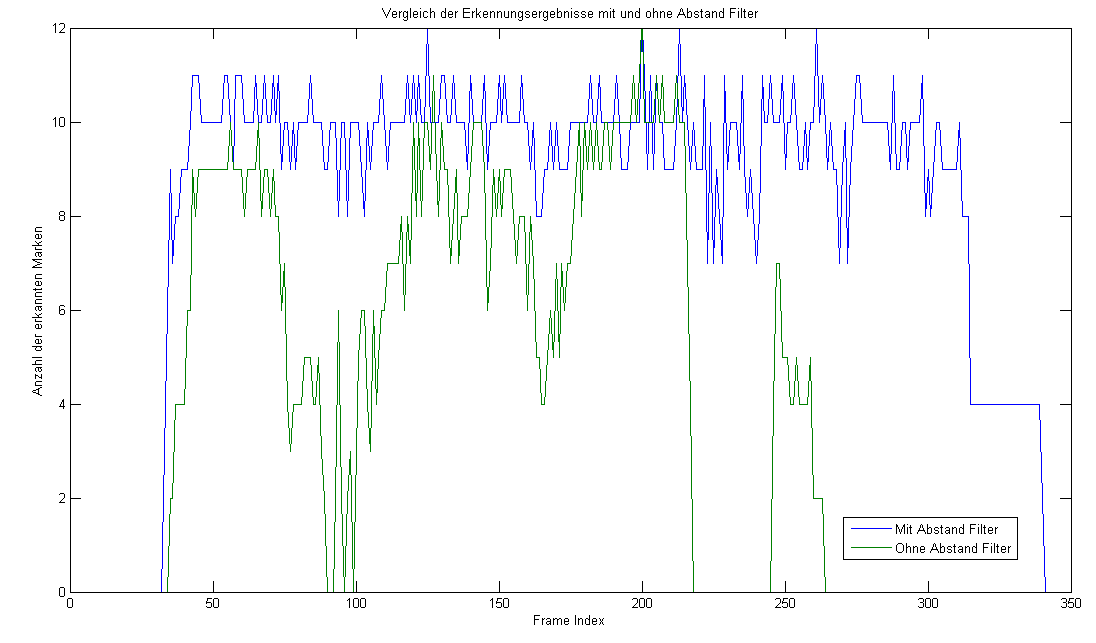 Vergleich der Erkennungsergebnisse mit und ohne Abstand Filter
12
10
8
6
4
2
0
Anzahl der erkannten Marken
0 50 100 150 200 250 300 350
Frame Index
Mit Abstand Filter
Ohne Abstand Filter